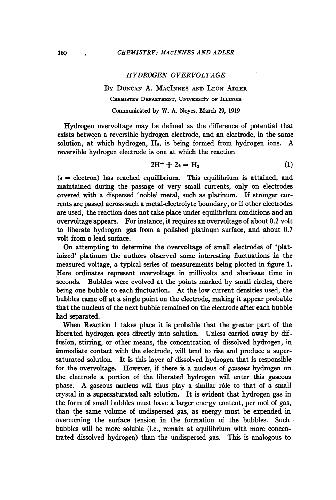 160 CHEMISTRY: MACINNES AND ADLER
HYDROGEN OVERVOLTAGE
BY DUNCAN A. MACINNES AND LEON ADLER
CHEMISTRY DEPARTMENT, UNIVERSITY OF ILLINOIS
Communicated by W. A. Noyes, March 29, 1919
Hydrogen overvoltage may be defined as the difference of potential that
exists between a reversible hydrogen electrode, and an electrode, in the same
solution, at which hydrogen, H₂, is being formed from hydrogen ions. A
reversible hydrogen electrode is one at which the reaction
2H⁺ + 2ε = H₂ (1)
(ε = electron) has reached equilibrium. This equilibrium is attained, and
maintained during the passage of very small currents, only on electrodes
covered with a dispersed 'noble' metal, such as platinum. If stronger cur-
rents are passed across such a metal-electrolyte boundary, or if other electrodes
are used, the reaction does not take place under equilibrium conditions and an
overvoltage appears. For instance, it requires an overvoltage of about 0.2 volt
to liberate hydrogen gas from a polished platinum surface, and about 0.7
volt from a lead surface.
On attempting to determine the overvoltage of small electrodes of 'plat-
inized' platinum the authors observed some interesting fluctuations in the
measured voltage, a typical series of measurements being plotted in figure 1.
Here ordinates represent overvoltage in millivolts and abscissae time in
seconds. Bubbles were evolved at the points marked by small circles, there
being one bubble to each fluctuation. At the low current densities used, the
bubbles came off at a single point on the electrode, making it appear probable
that the nucleus of the next bubble remained on the electrode after each bubble
had separated.
When Reaction 1 takes place it is probable that the greater part of the
liberated hydrogen goes directly into solution. Unless carried away by dif-
fusion, stirring, or other means, the concentration of dissolved hydrogen, in
immediate contact with the electrode, will tend to rise and produce a super-
saturated solution. It is this layer of dissolved hydrogen that is responsible
for the overvoltage. However, if there is a nucleus of gaseous hydrogen on
the electrode a portion of the liberated hydrogen will enter this gaseous
phase. A gaseous nucleus will thus play a similar rôle to that of a small
crystal in a supersaturated salt solution. It is evident that hydrogen gas in
the form of small bubbles must have a larger energy content, per mol of gas,
than the same volume of undispersed gas, as energy must be expended in
overcoming the surface tension in the formation of the bubbles. Such
bubbles will be more soluble (i.e., remain at equilibrium with more concen-
trated dissolved hydrogen) than the undispersed gas. This is analogous to